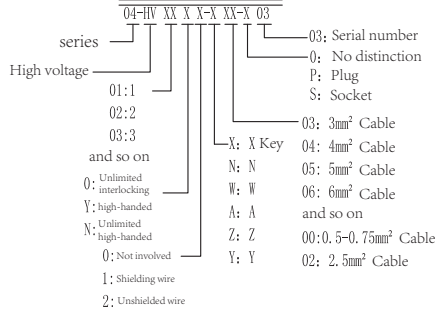 04-HV XX X X-X XX-X 03
series
High voltage
01:1
02:2
03:3
and so on
0: Unlimited
interlocking
Y: high-handed
N: Unlimited
high-handed
0: Not involved
1: Shielding wire
2: Unshielded wire
X: X Key
N: N
W: W
A: A
Z: Z
Y: Y
03: Serial number
0: No distinction
P: Plug
S: Socket
03: 3mm² Cable
04: 4mm² Cable
05: 5mm² Cable
06: 6mm² Cable
and so on
00:0.5-0.75mm² Cable
02: 2.5mm² Cable